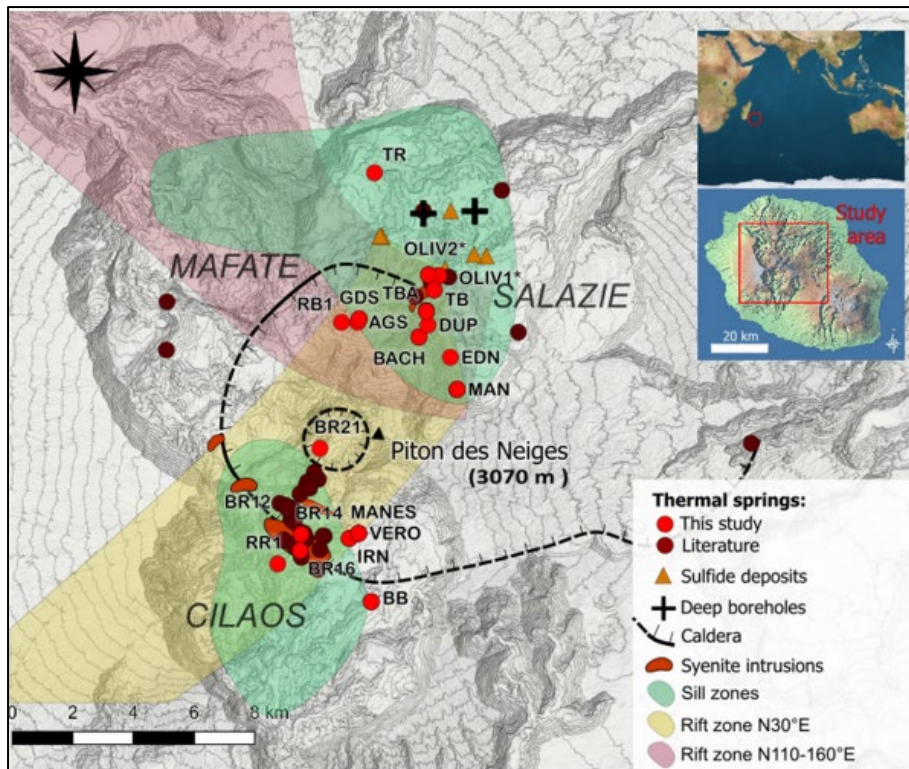 TR
OLIV2*
MAFATE
OLIV1*
RB1
GDS
TBA
TB
SALAZIE
AGS
DUP
BACH
EDN
MAN
BR21
Piton des Neiges
(3070 m)
BR12
BR14
MANES
VERO
RR1
IRN
BR16
CILAOS
BB
0 2 4 6 8 km
Study
area
20 km
Thermal springs:
This study
Literature
Sulfide deposits
Deep boreholes
Caldera
Syenite intrusions
Sill zones
Rift zone N30°E
Rift zone N110-160°E